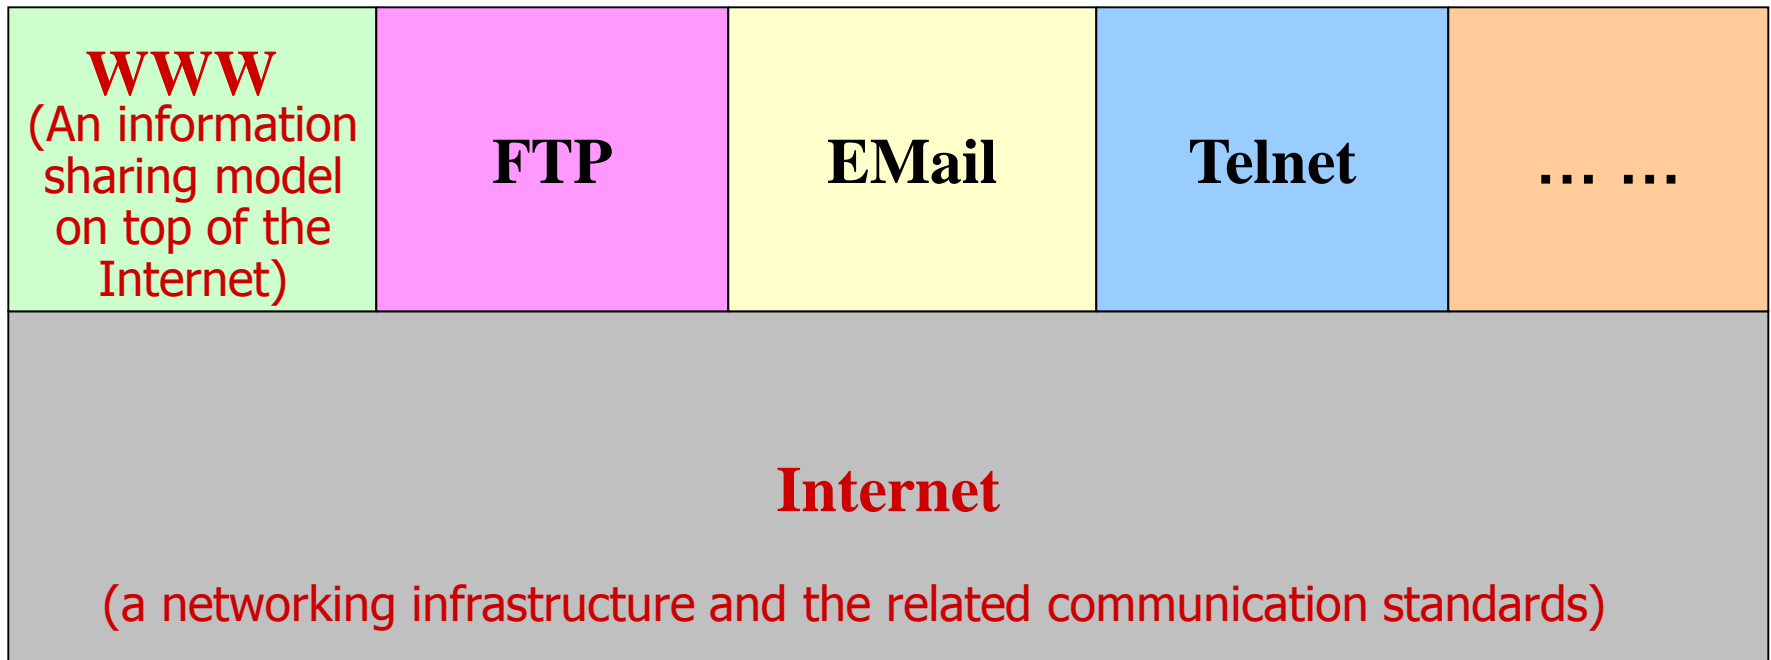 WWW
(An information
sharing model
on top of the
Internet)
FTP
EMail
Telnet
... ...
Internet
(a networking infrastructure and the related communication standards)